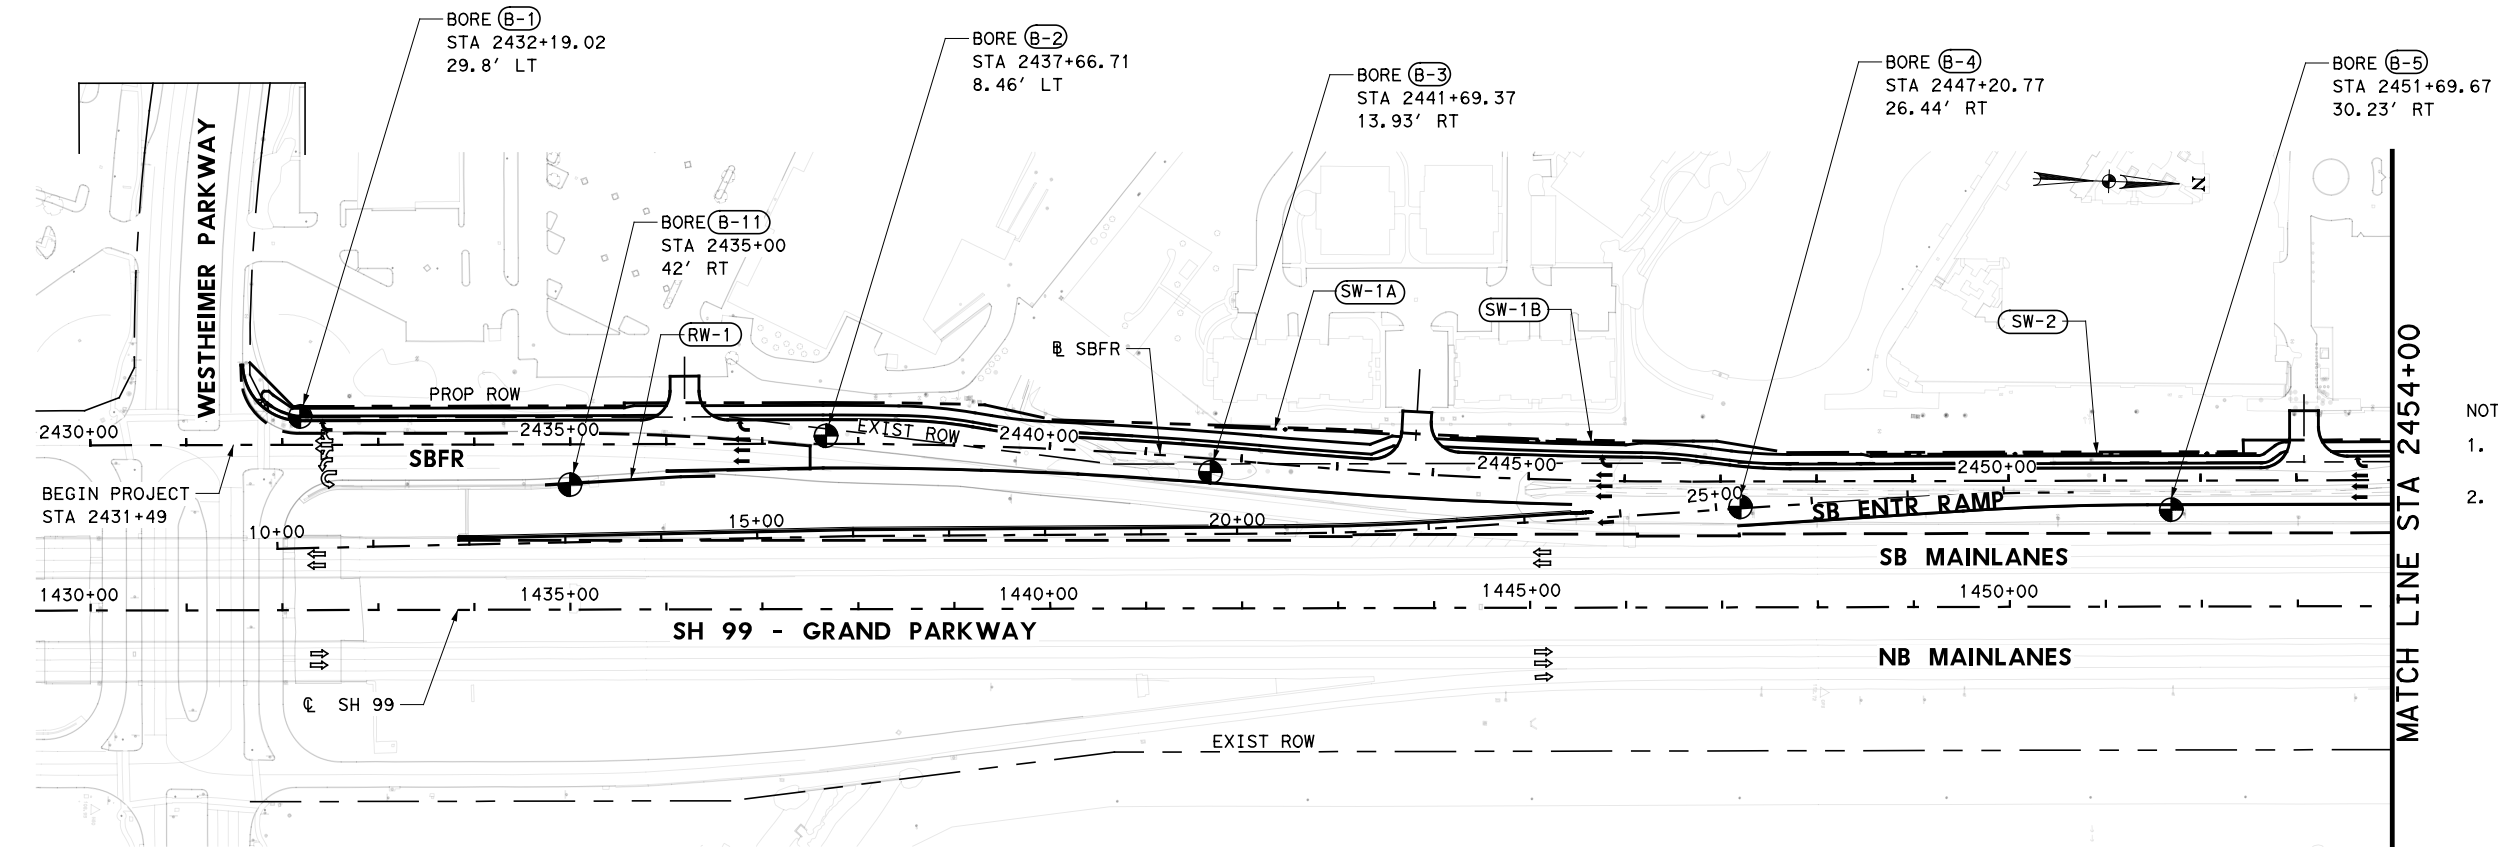 BORE B-1
STA 2432+19.02
29.8' LT
BORE B-2
STA 2437+66.71
8.46' LT
BORE B-3
STA 2441+69.37
13.93' RT
BORE B-4
STA 2447+20.77
26.44' RT
BORE B-5
STA 2451+69.67
30.23' RT
WESTHEIMER PARKWAY
N
BORE B-11
STA 2435+00
42' RT
SW-1A
SW-1B
SW-2
RW-1
℄ SBFR
PROP ROW
EXIST ROW
2430+00
2435+00
2440+00
2445+00
2450+00
SBFR
BEGIN PROJECT
STA 2431+49
10+00
15+00
20+00
25+00
SB ENTR RAMP
SB MAINLANES
1430+00
1435+00
1440+00
1445+00
1450+00
SH 99 - GRAND PARKWAY
NB MAINLANES
℄ SH 99
EXIST ROW
MATCH LINE STA 2454+00
NOT
1.
2.